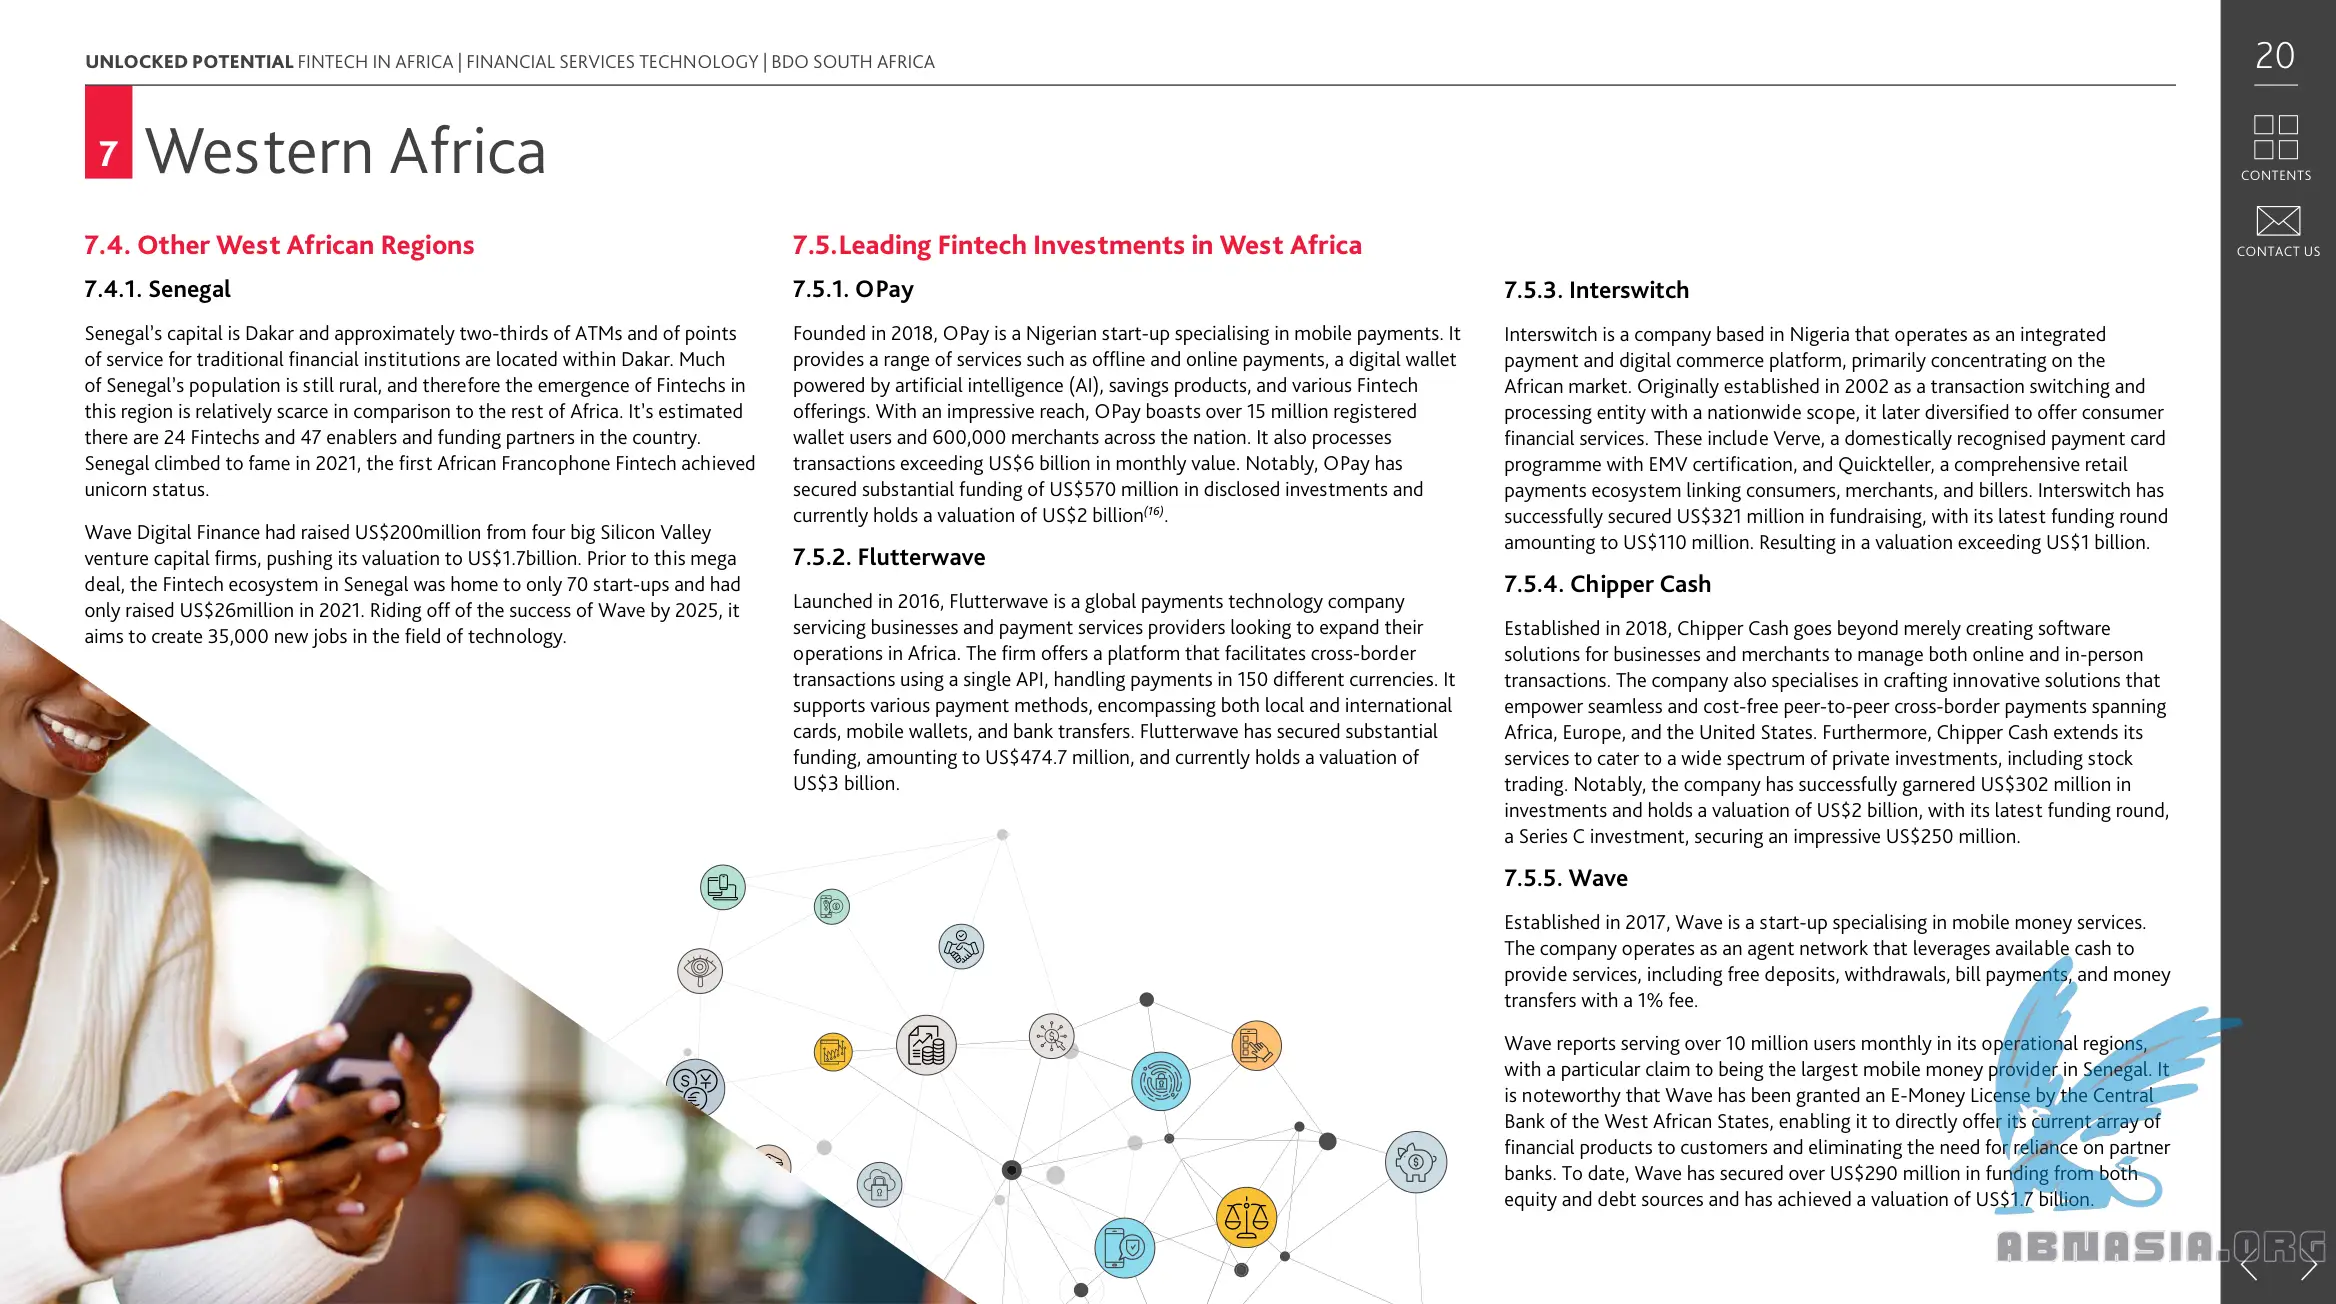 UNLOCKED POTENTIAL FINTECH IN AFRICA | FINANCIAL SERVICES TECHNOLOGY | BDO SOUTH AFRICA
20
CONTENTS
CONTACT US
7 Western Africa
7.4. Other West African Regions
7.4.1. Senegal
Senegal's capital is Dakar and approximately two-thirds of ATMs and of points
of service for traditional financial institutions are located within Dakar. Much
of Senegal's population is still rural, and therefore the emergence of Fintechs in
this region is relatively scarce in comparison to the rest of Africa. It's estimated
there are 24 Fintechs and 47 enablers and funding partners in the country.
Senegal climbed to fame in 2021, the first African Francophone Fintech achieved
unicorn status.
Wave Digital Finance had raised US$200million from four big Silicon Valley
venture capital firms, pushing its valuation to US$1.7billion. Prior to this mega
deal, the Fintech ecosystem in Senegal was home to only 70 start-ups and had
only raised US$26million in 2021. Riding off of the success of Wave by 2025, it
aims to create 35,000 new jobs in the field of technology.
7.5.Leading Fintech Investments in West Africa
7.5.1. OPay
Founded in 2018, OPay is a Nigerian start-up specialising in mobile payments. It
provides a range of services such as offline and online payments, a digital wallet
powered by artificial intelligence (AI), savings products, and various Fintech
offerings. With an impressive reach, OPay boasts over 15 million registered
wallet users and 600,000 merchants across the nation. It also processes
transactions exceeding US$6 billion in monthly value. Notably, OPay has
secured substantial funding of US$570 million in disclosed investments and
currently holds a valuation of US$2 billion(16).
7.5.2. Flutterwave
Launched in 2016, Flutterwave is a global payments technology company
servicing businesses and payment services providers looking to expand their
operations in Africa. The firm offers a platform that facilitates cross-border
transactions using a single API, handling payments in 150 different currencies. It
supports various payment methods, encompassing both local and international
cards, mobile wallets, and bank transfers. Flutterwave has secured substantial
funding, amounting to US$474.7 million, and currently holds a valuation of
US$3 billion.
7.5.3. Interswitch
Interswitch is a company based in Nigeria that operates as an integrated
payment and digital commerce platform, primarily concentrating on the
African market. Originally established in 2002 as a transaction switching and
processing entity with a nationwide scope, it later diversified to offer consumer
financial services. These include Verve, a domestically recognised payment card
programme with EMV certification, and Quickteller, a comprehensive retail
payments ecosystem linking consumers, merchants, and billers. Interswitch has
successfully secured US$321 million in fundraising, with its latest funding round
amounting to US$110 million. Resulting in a valuation exceeding US$1 billion.
7.5.4. Chipper Cash
Established in 2018, Chipper Cash goes beyond merely creating software
solutions for businesses and merchants to manage both online and in-person
transactions. The company also specialises in crafting innovative solutions that
empower seamless and cost-free peer-to-peer cross-border payments spanning
Africa, Europe, and the United States. Furthermore, Chipper Cash extends its
services to cater to a wide spectrum of private investments, including stock
trading. Notably, the company has successfully garnered US$302 million in
investments and holds a valuation of US$2 billion, with its latest funding round,
a Series C investment, securing an impressive US$250 million.
7.5.5. Wave
Established in 2017, Wave is a start-up specialising in mobile money services.
The company operates as an agent network that leverages available cash to
provide services, including free deposits, withdrawals, bill payments, and money
transfers with a 1% fee.
Wave reports serving over 10 million users monthly in its operational regions,
with a particular claim to being the largest mobile money provider in Senegal. It
is noteworthy that Wave has been granted an E-Money License by the Central
Bank of the West African States, enabling it to directly offer its current array of
financial products to customers and eliminating the need for reliance on partner
banks. To date, Wave has secured over US$290 million in funding from both
equity and debt sources and has achieved a valuation of US$1.7 billion.
ABNASIA.ORG